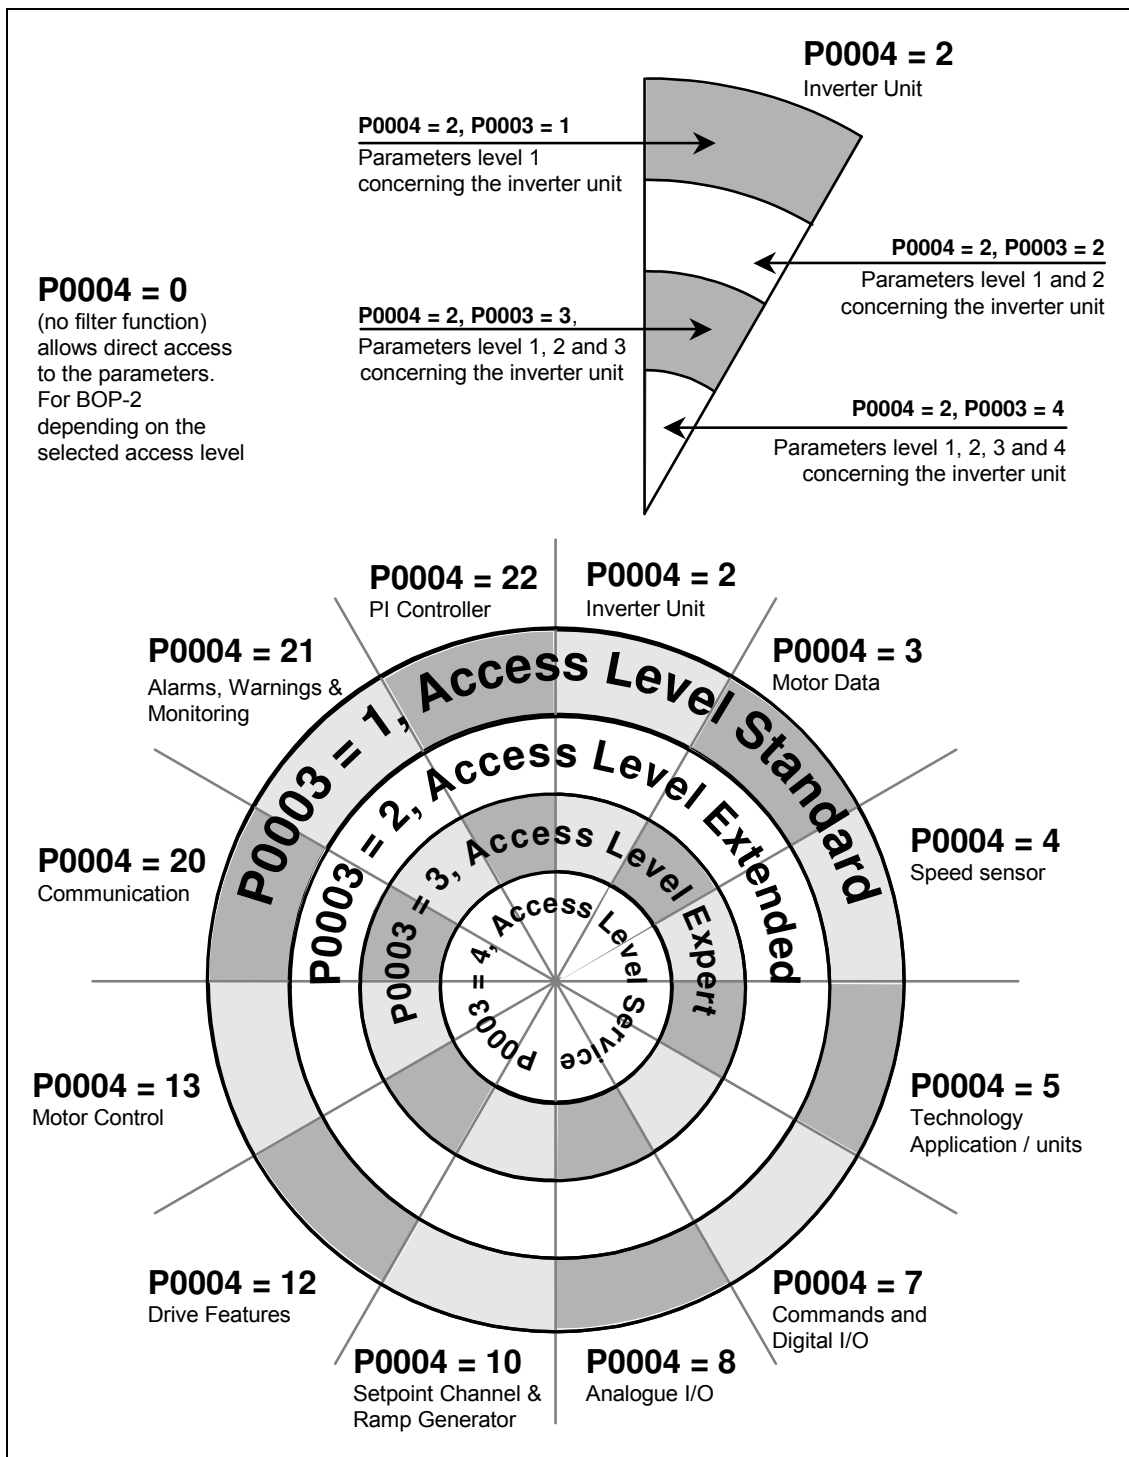 P0004 = 2
Inverter Unit
P0004 = 2, P0003 = 1
Parameters level 1
concerning the inverter unit
P0004 = 2, P0003 = 2
Parameters level 1 and 2
concerning the inverter unit
P0004 = 0
(no filter function)
allows direct access
to the parameters.
For BOP-2
depending on the
selected access level
P0004 = 2, P0003 = 3,
Parameters level 1, 2 and 3
concerning the inverter unit
P0004 = 2, P0003 = 4
Parameters level 1, 2, 3 and 4
concerning the inverter unit
P0004 = 22
PI Controller
P0004 = 2
Inverter Unit
P0004 = 21
Alarms, Warnings &
Monitoring
P0004 = 3
Motor Data
P0003 = 1, Access Level Standard
P0003 = 2, Access Level Extended
P0003 = 3, Access Level Expert
P0003 = 4, Access Level Service
P0004 = 20
Communication
P0004 = 4
Speed sensor
P0004 = 13
Motor Control
P0004 = 5
Technology
Application / units
P0004 = 12
Drive Features
P0004 = 7
Commands and
Digital I/O
P0004 = 10
Setpoint Channel &
Ramp Generator
P0004 = 8
Analogue I/O